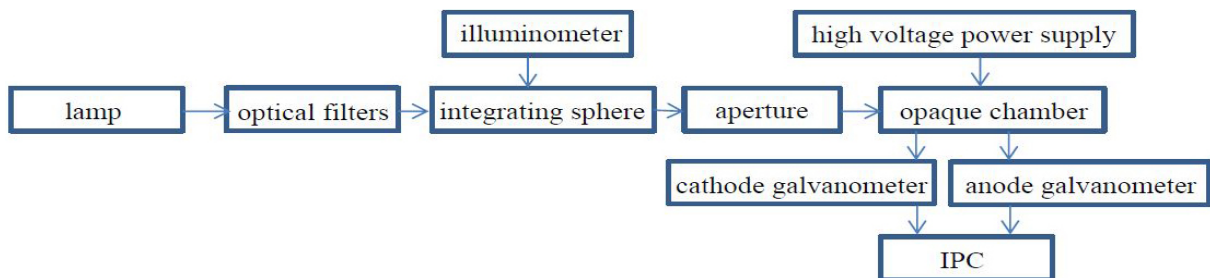 illuminometer
high voltage power supply
lamp
optical filters
integrating sphere
aperture
opaque chamber
cathode galvanometer
anode galvanometer
IPC